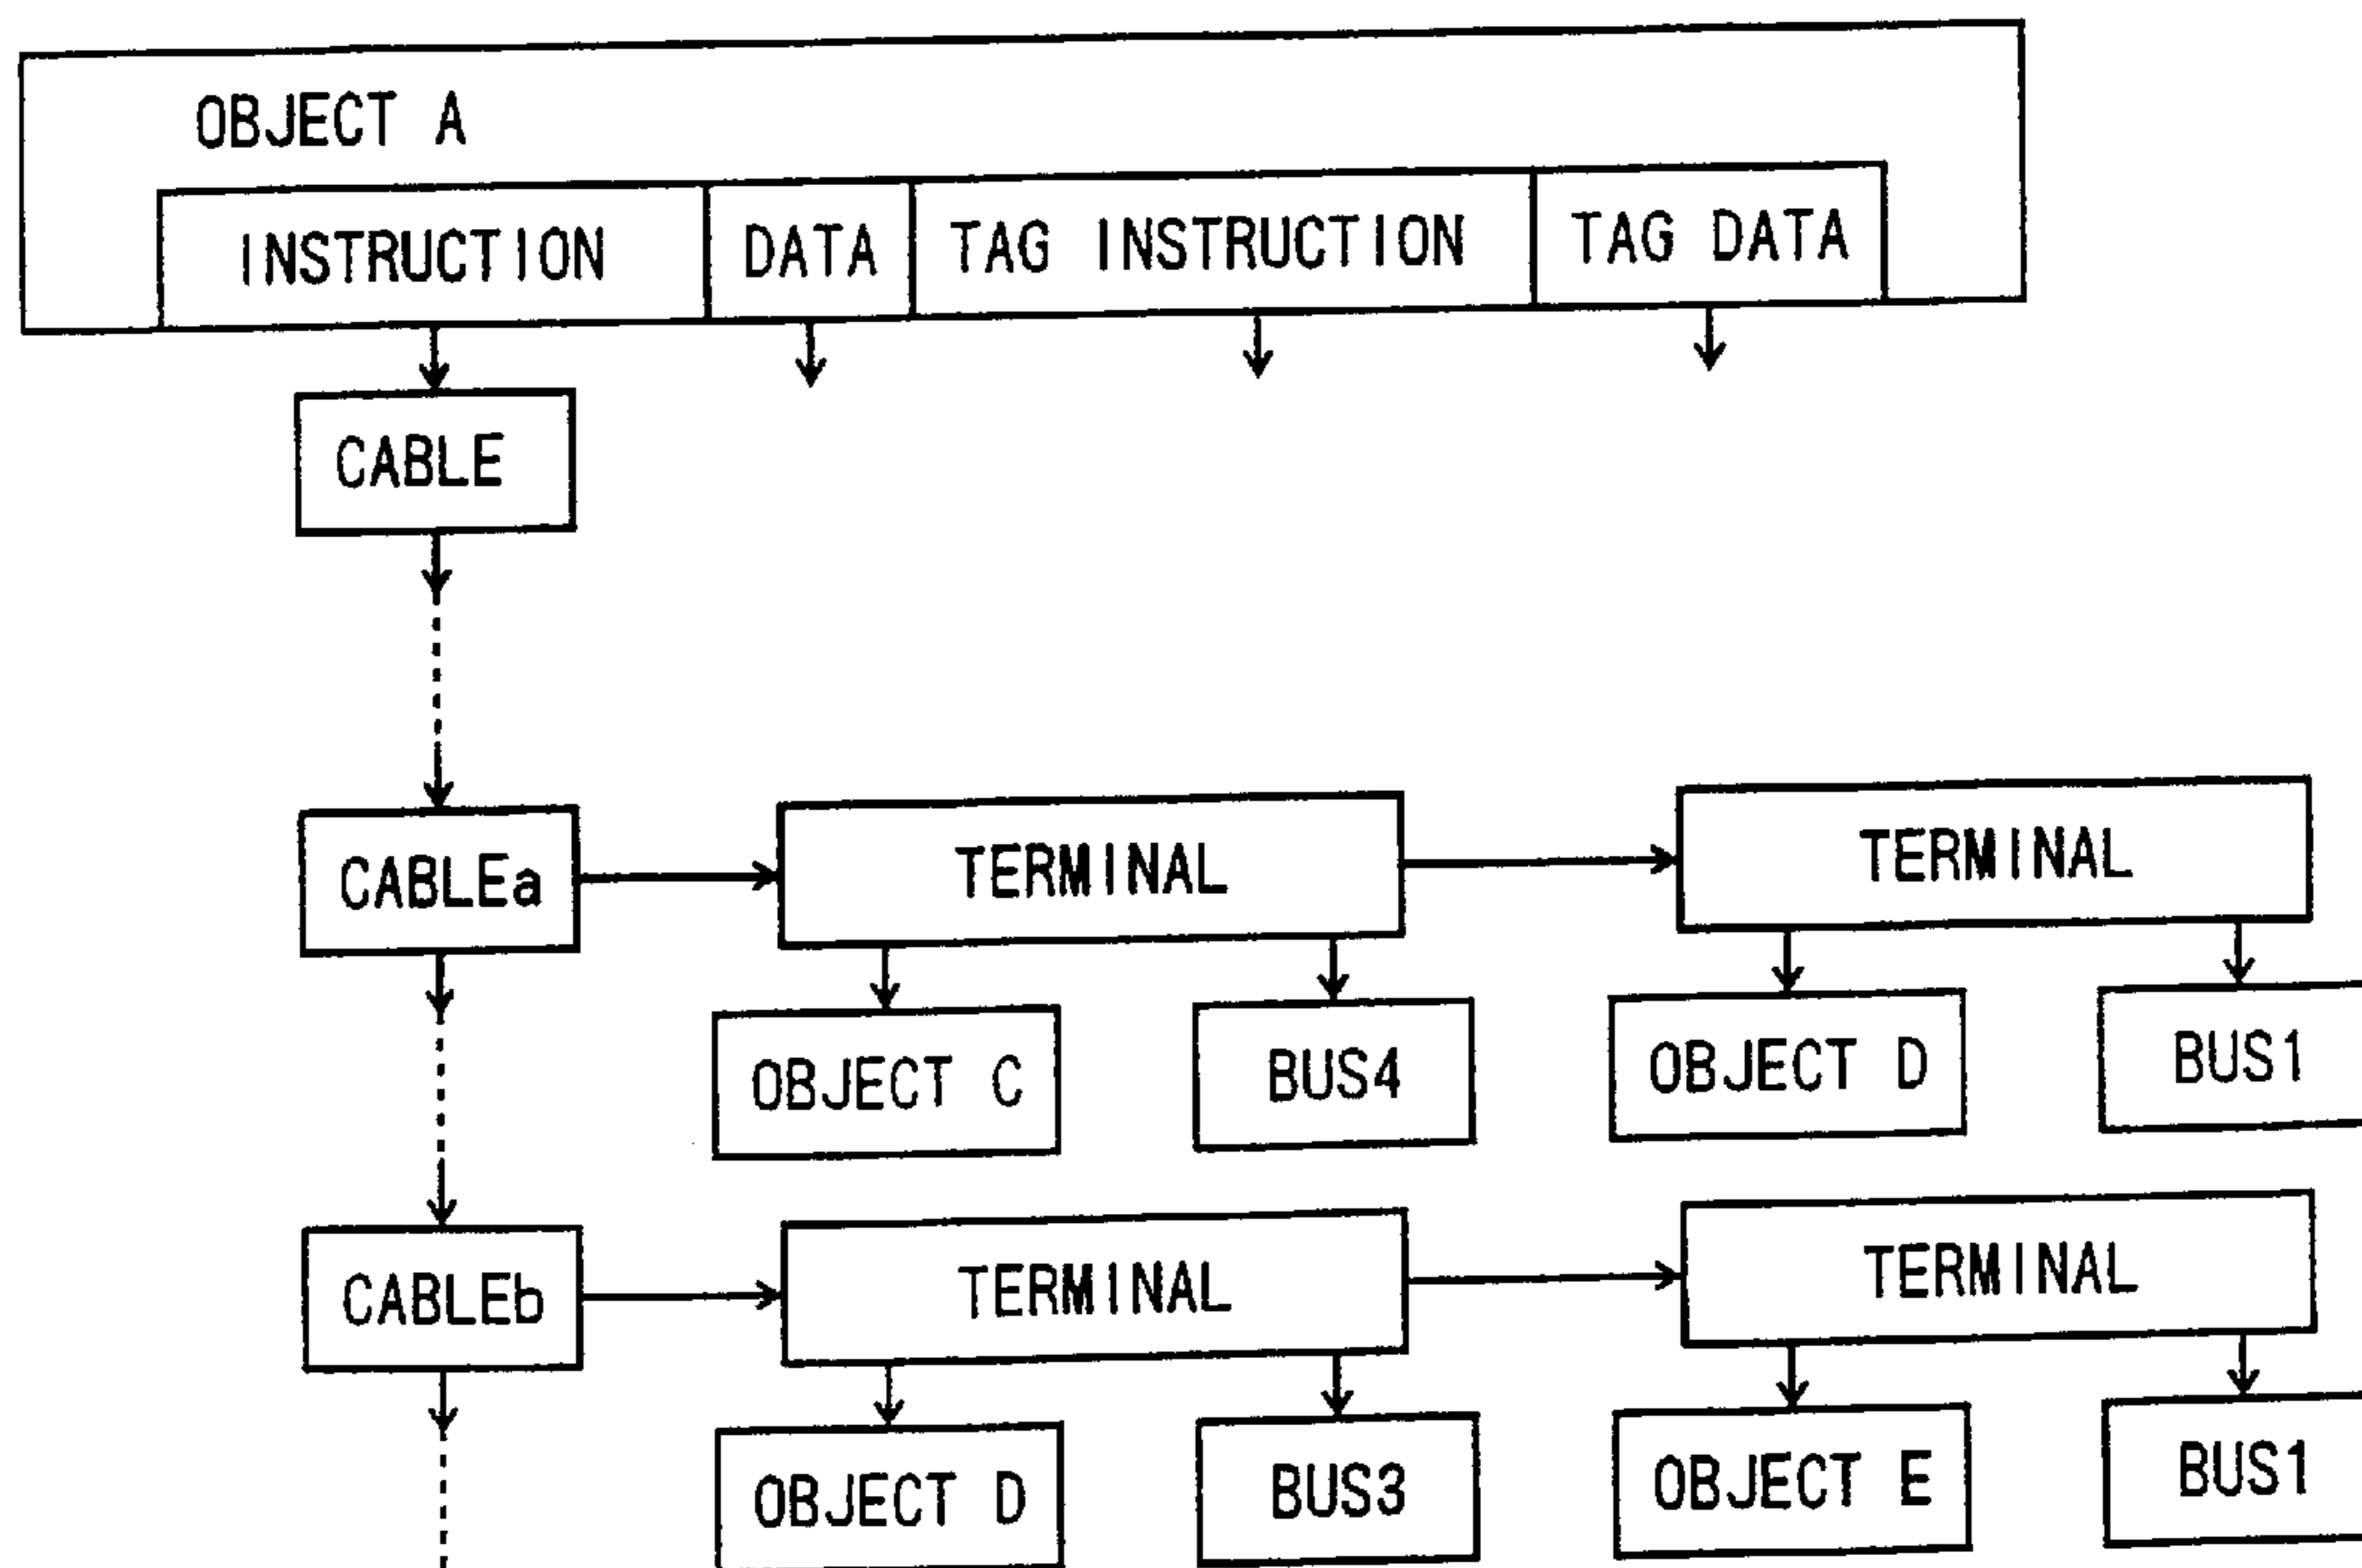 OBJECT A
INSTRUCTION DATA TAG INSTRUCTION TAG DATA
CABLE
CABLEa TERMINAL TERMINAL
OBJECT C BUS4 OBJECT D BUS1
CABLEb TERMINAL TERMINAL
OBJECT D BUS3 OBJECT E BUS1